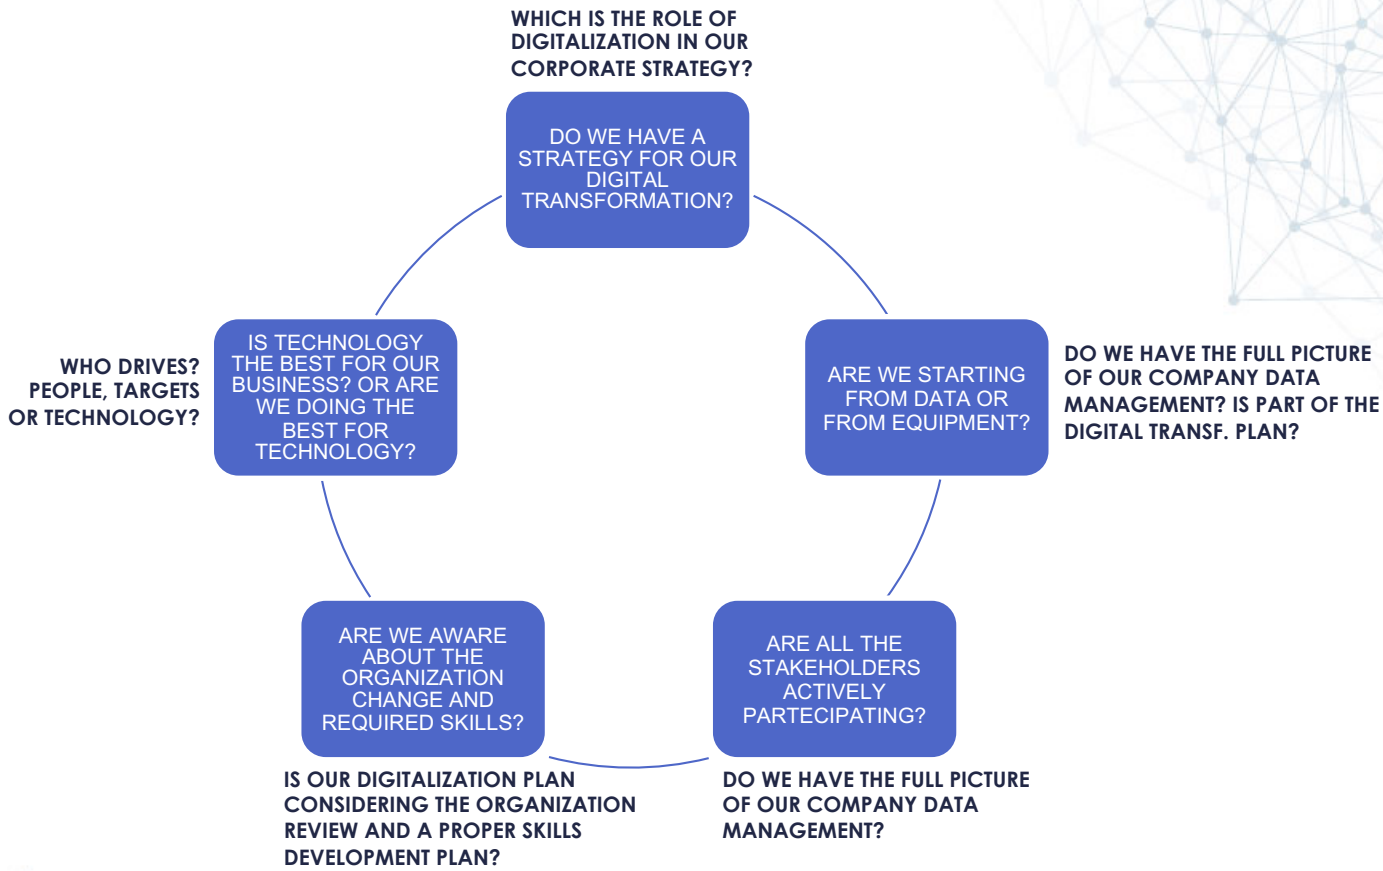 WHICH IS THE ROLE OF
DIGITALIZATION IN OUR
CORPORATE STRATEGY?
DO WE HAVE A
STRATEGY FOR OUR
DIGITAL
TRANSFORMATION?
ARE WE STARTING
FROM DATA OR
FROM EQUIPMENT?
DO WE HAVE THE FULL PICTURE
OF OUR COMPANY DATA
MANAGEMENT? IS PART OF THE
DIGITAL TRANSF. PLAN?
ARE ALL THE
STAKEHOLDERS
ACTIVELY
PARTECIPATING?
DO WE HAVE THE FULL PICTURE
OF OUR COMPANY DATA
MANAGEMENT?
ARE WE AWARE
ABOUT THE
ORGANIZATION
CHANGE AND
REQUIRED SKILLS?
IS OUR DIGITALIZATION PLAN
CONSIDERING THE ORGANIZATION
REVIEW AND A PROPER SKILLS
DEVELOPMENT PLAN?
IS TECHNOLOGY
THE BEST FOR OUR
BUSINESS? OR ARE
WE DOING THE
BEST FOR
TECHNOLOGY?
WHO DRIVES?
PEOPLE, TARGETS
OR TECHNOLOGY?